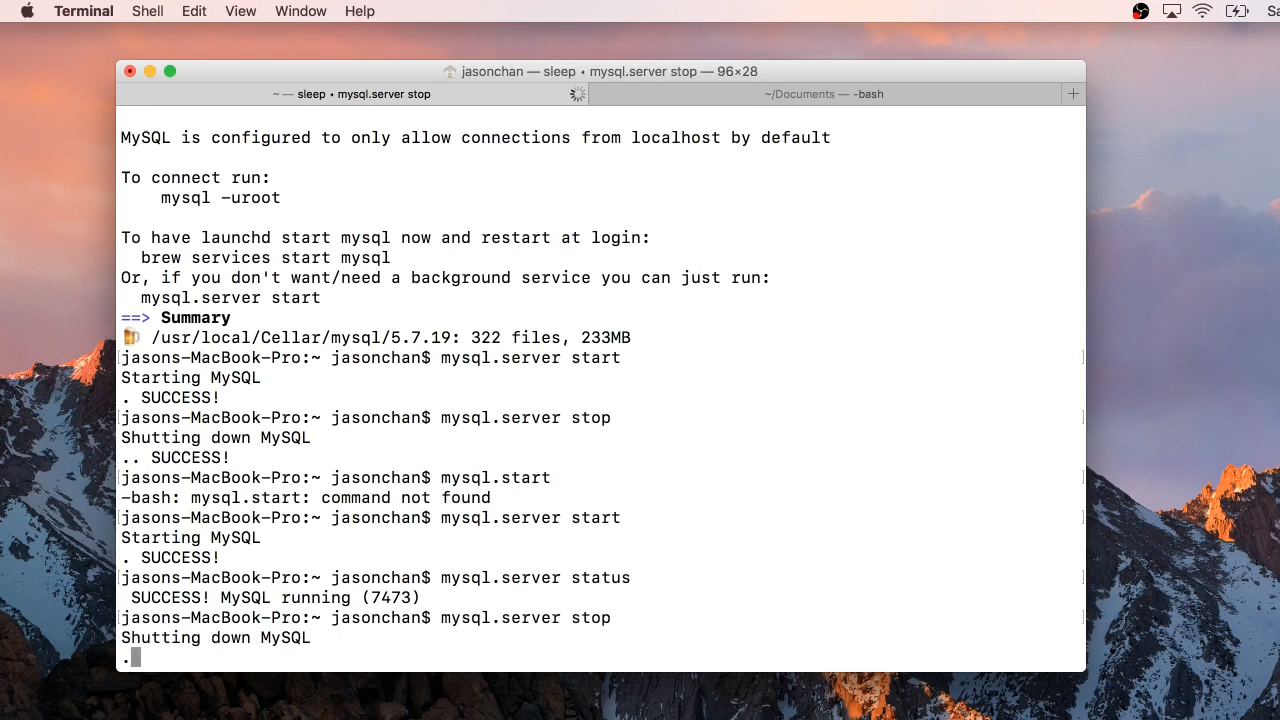 Terminal Shell Edit View Window Help Sa
jasonchan — sleep ◂ mysql.server stop — 96×28
~ — sleep ◂ mysql.server stop ~/Documents — -bash +
MySQL is configured to only allow connections from localhost by default
To connect run:
mysql -uroot
To have launchd start mysql now and restart at login:
brew services start mysql
Or, if you don't want/need a background service you can just run:
mysql.server start
==> Summary
/usr/local/Cellar/mysql/5.7.19: 322 files, 233MB
[jasons-MacBook-Pro:~ jasonchan$ mysql.server start ]
Starting MySQL
. SUCCESS!
[jasons-MacBook-Pro:~ jasonchan$ mysql.server stop ]
Shutting down MySQL
.. SUCCESS!
[jasons-MacBook-Pro:~ jasonchan$ mysql.start ]
-bash: mysql.start: command not found
[jasons-MacBook-Pro:~ jasonchan$ mysql.server start ]
Starting MySQL
. SUCCESS!
[jasons-MacBook-Pro:~ jasonchan$ mysql.server status ]
SUCCESS! MySQL running (7473)
[jasons-MacBook-Pro:~ jasonchan$ mysql.server stop ]
Shutting down MySQL
.